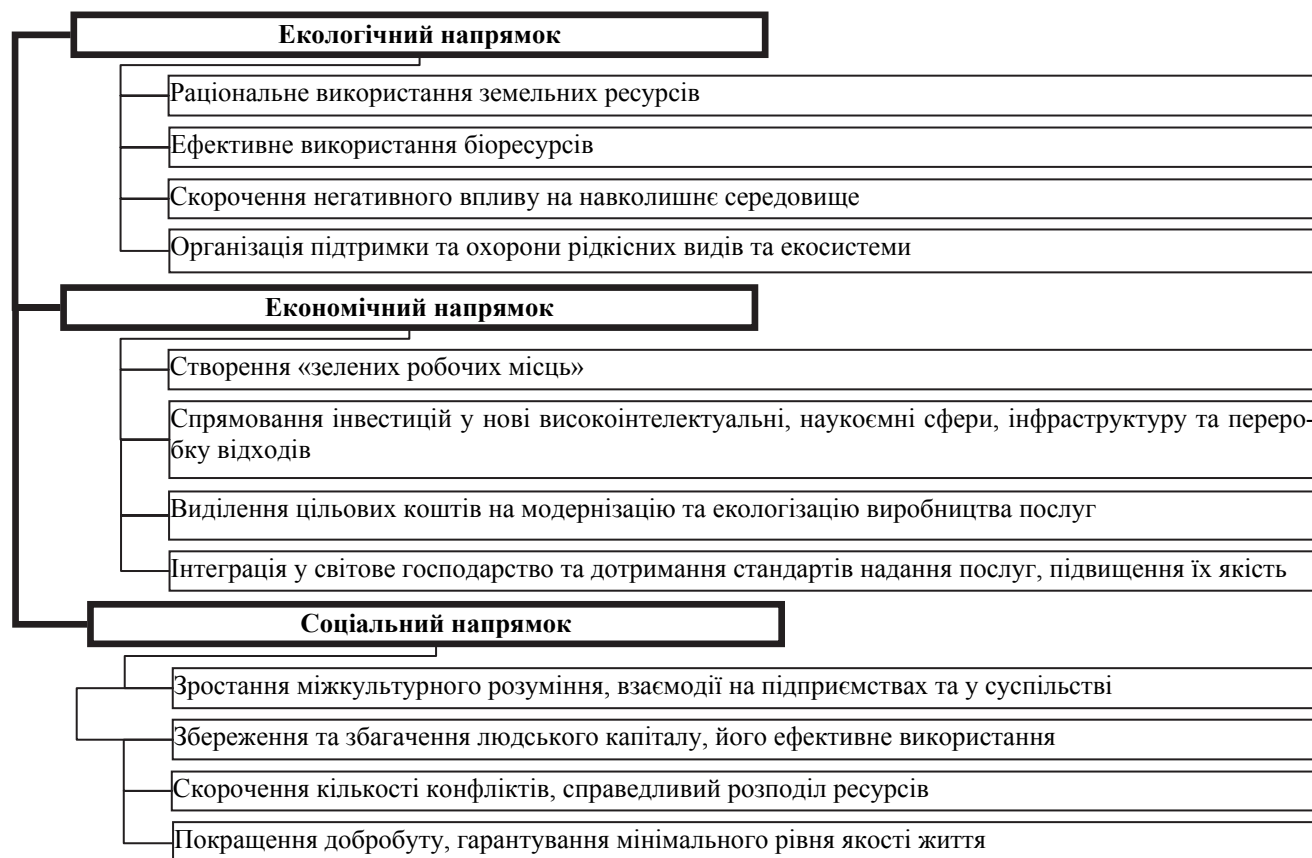 Екологічний напрямок
Раціональне використання земельних ресурсів
Ефективне використання біоресурсів
Скорочення негативного впливу на навколишнє середовище
Організація підтримки та охорони рідкісних видів та екосистеми
Економічний напрямок
Створення «зелених робочих місць»
Спрямовання інвестицій у нові високоінтелектуальні, наукоємні сфери, інфраструктуру та переро-
бку відходів
Виділення цільових коштів на модернізацію та екологізацію виробництва послуг
Інтеграція у світове господарство та дотримання стандартів надання послуг, підвищення їх якість
Соціальний напрямок
Зростання міжкультурного розуміння, взаємодії на підприємствах та у суспільстві
Збереження та збагачення людського капіталу, його ефективне використання
Скорочення кількості конфліктів, справедливий розподіл ресурсів
Покращення добробуту, гарантування мінімального рівня якості життя